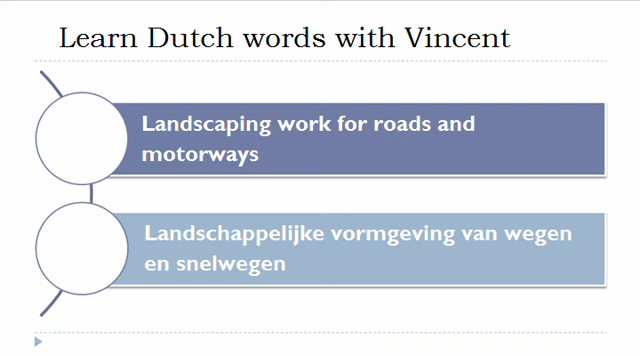 Learn Dutch words with Vincent
Landscaping work for roads and
motorways
Landschappelijke vormgeving van wegen
en snelwegen